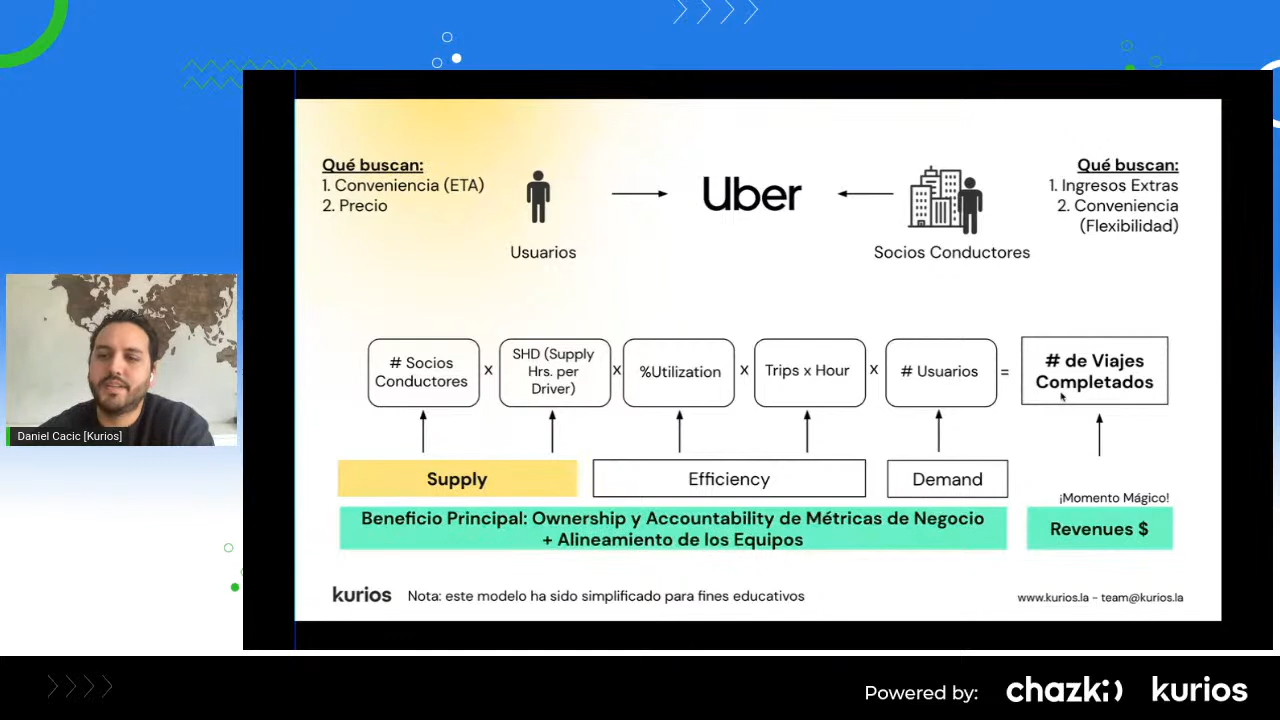 Qué buscan:
1. Conveniencia (ETA)
2. Precio
Usuarios
Uber
Socios Conductores
Qué buscan:
1. Ingresos Extras
2. Conveniencia
(Flexibilidad)
# Socios
Conductores
x
SHD (Supply
Hrs. per
Driver)
x
%Utilization
x
Trips x Hour
x
# Usuarios
=
# de Viajes
Completados
Supply
Efficiency
Demand
¡Momento Mágico!
Beneficio Principal: Ownership y Accountability de Métricas de Negocio
+ Alineamiento de los Equipos
Revenues $
kurios
Nota: este modelo ha sido simplificado para fines educativos
www.kurios.la - team@kurios.la
Daniel Cacic [Kurios]
Powered by:
chazki
kurios